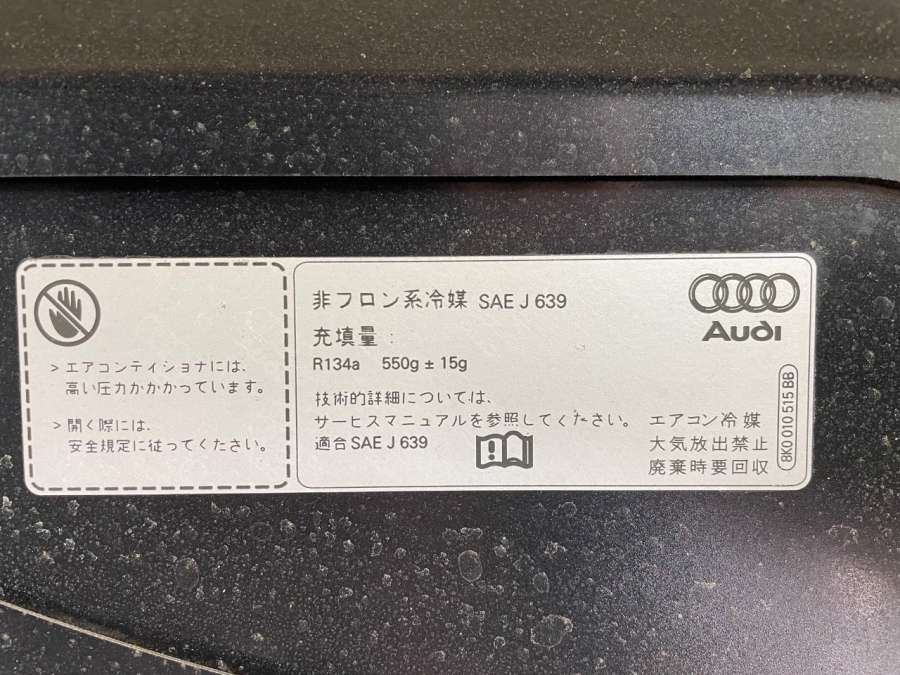 > エアコンティショナには、
高い圧力かかかっています。
> 開く際には、
安全規定に従ってください。
非フロン系冷媒 SAE J 639
充填量 :
R134a 550g ± 15g
技術的詳細については、
サービスマニュアルを参照してください。
適合 SAE J 639
Audi
エアコン冷媒
大気放出禁止
廃棄時要回収
8K0 010 515 BB